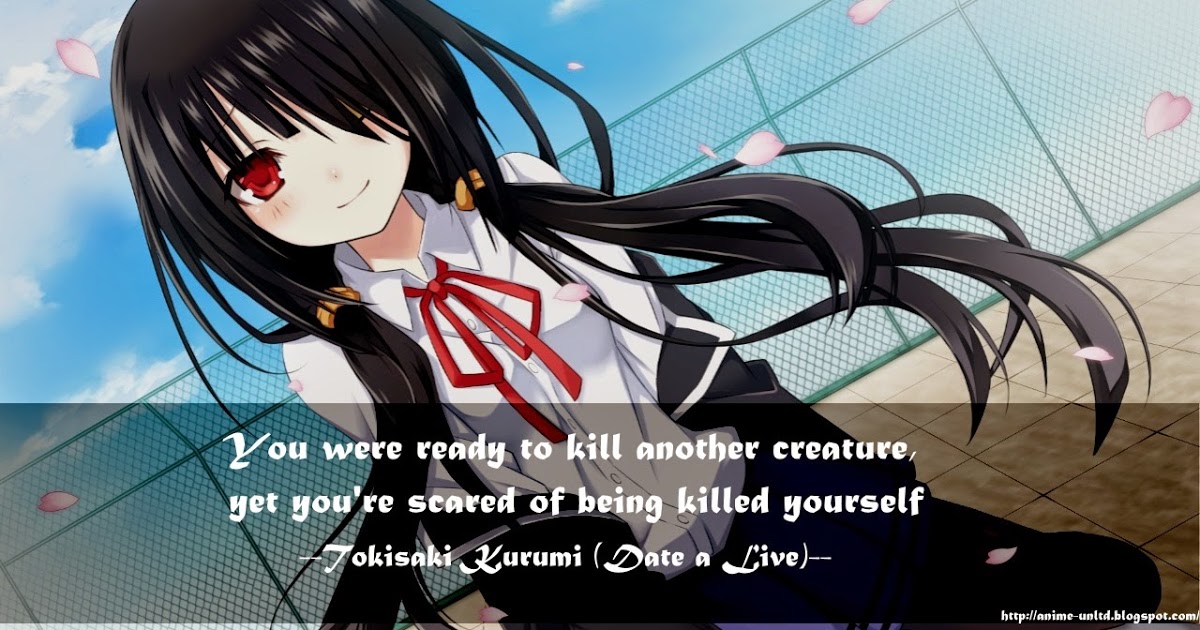 You were ready to kill another creature,
yet you're scared of being killed yourself
--Tokisaki Kurumi (Date a Live)--
http://anime-unltd.blogspot.com/